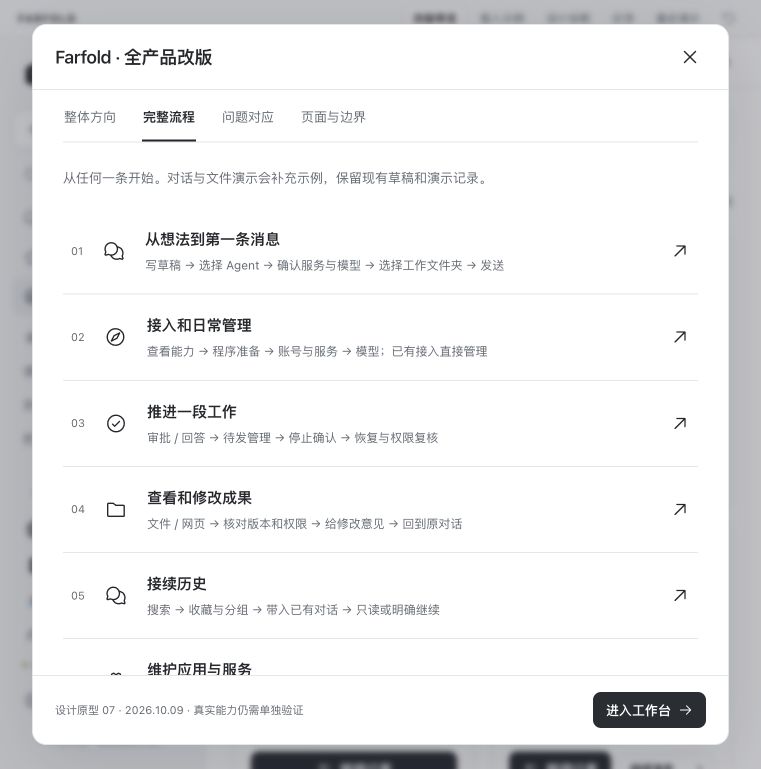 Farfold · 全产品改版
整体方向 完整流程 问题对应 页面与边界
从任何一条开始。对话与文件演示会补充示例，保留现有草稿和演示记录。
01 从想法到第一条消息
写草稿 → 选择 Agent → 确认服务与模型 → 选择工作文件夹 → 发送
02 接入和日常管理
查看能力 → 程序准备 → 账号与服务 → 模型；已有接入直接管理
03 推进一段工作
审批 / 回答 → 待发管理 → 停止确认 → 恢复与权限复核
04 查看和修改成果
文件 / 网页 → 核对版本和权限 → 给修改意见 → 回到原对话
05 接续历史
搜索 → 收藏与分组 → 带入已有对话 → 只读或明确继续
维护应用与服务
设计原型 07 · 2026.10.09 · 真实能力仍需单独验证
进入工作台 →